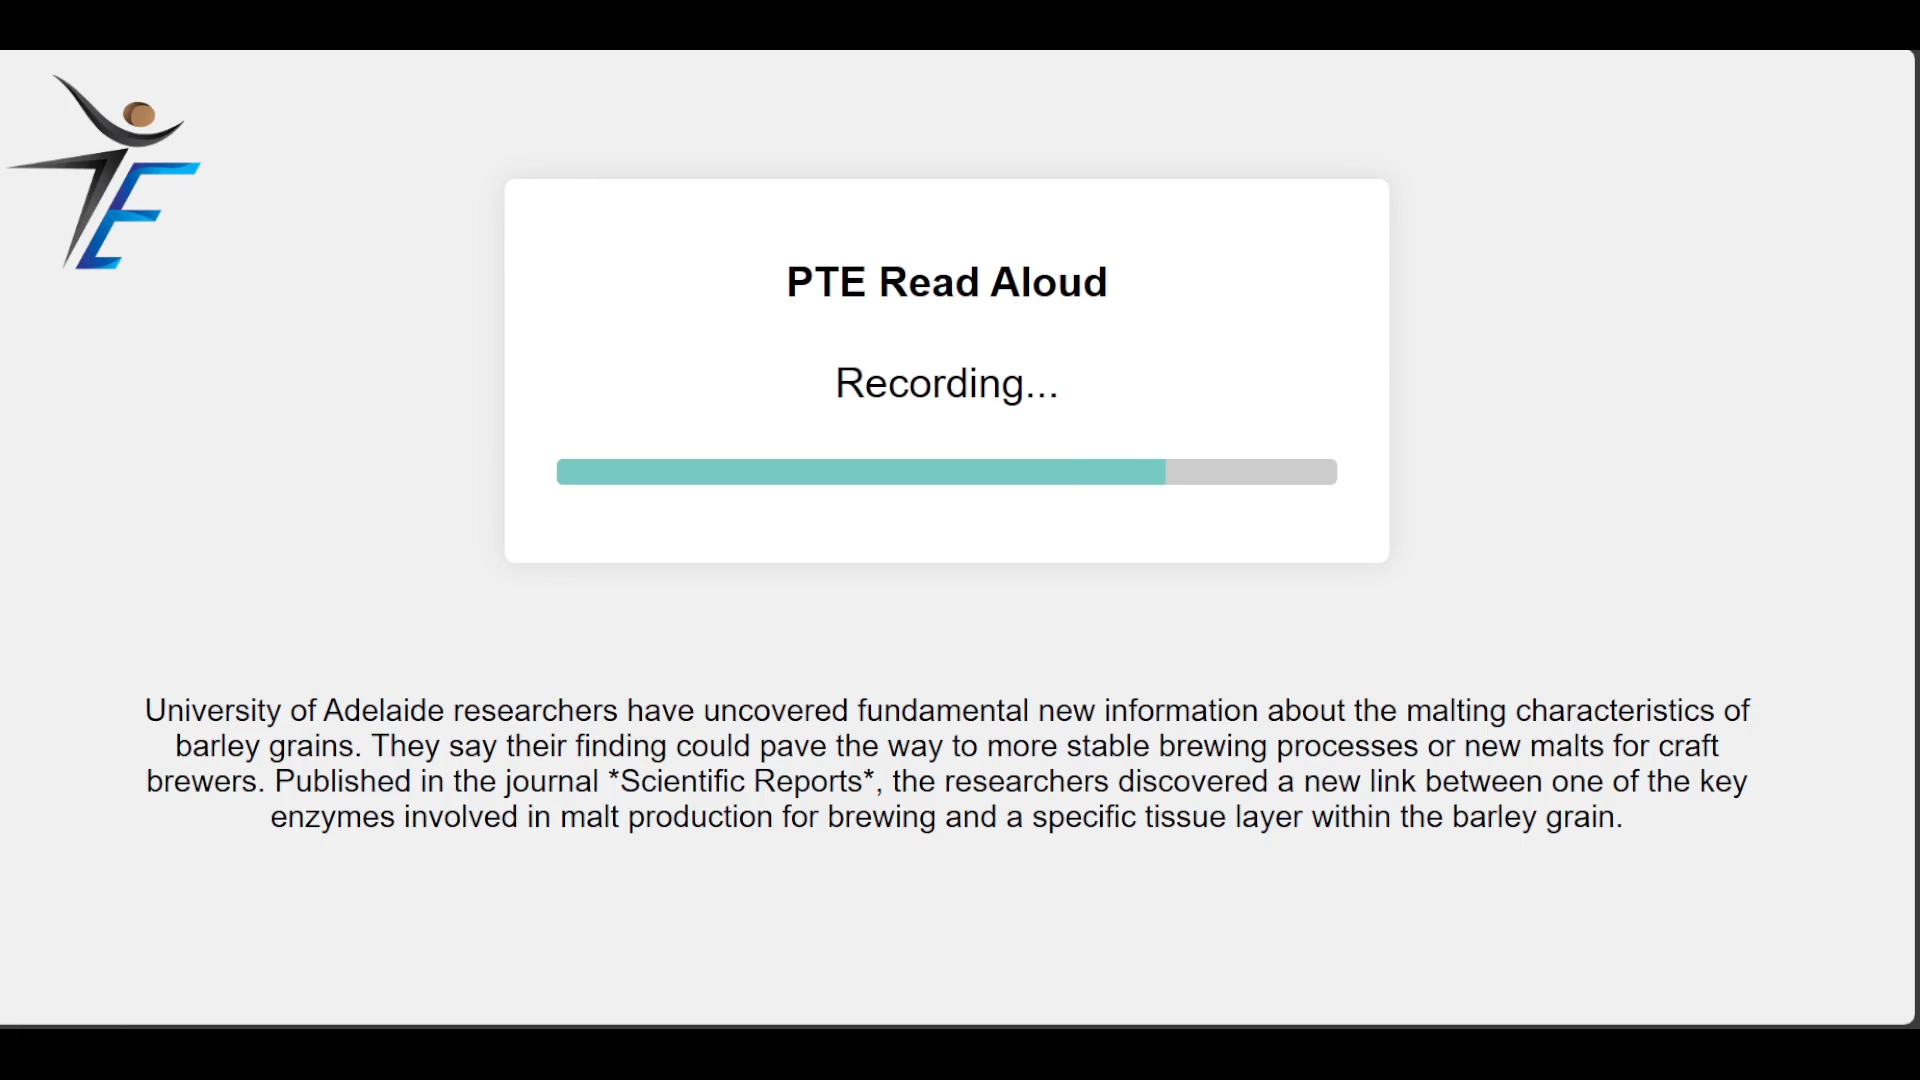 PTE Read Aloud
Recording...
University of Adelaide researchers have uncovered fundamental new information about the malting characteristics of
barley grains. They say their finding could pave the way to more stable brewing processes or new malts for craft
brewers. Published in the journal *Scientific Reports*, the researchers discovered a new link between one of the key
enzymes involved in malt production for brewing and a specific tissue layer within the barley grain.